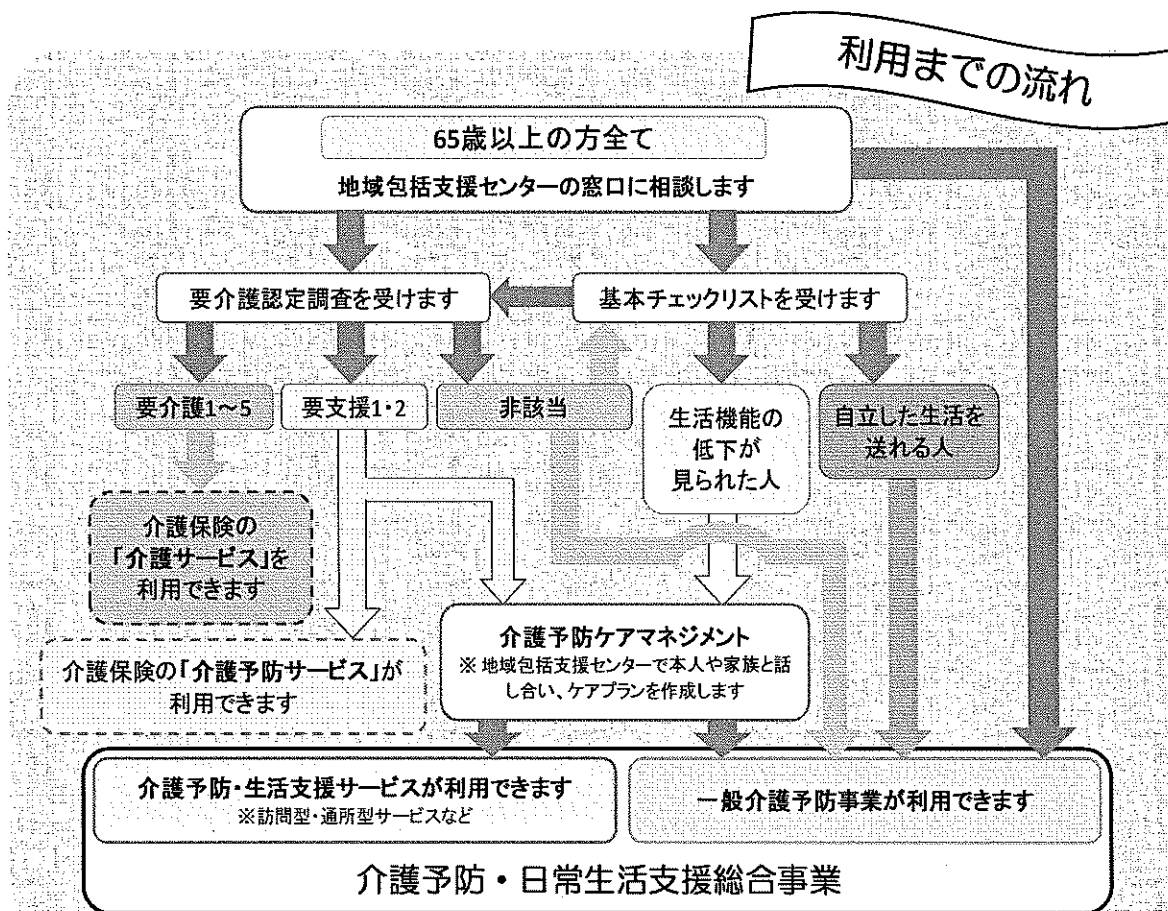 利用までの流れ
65歳以上の方全て
地域包括支援センターの窓口に相談します
要介護認定調査を受けます
基本チェックリストを受けます
要介護1～5
要支援1・2
非該当
生活機能の
低下が
見られた人
自立した生活を
送れる人
介護保険の
「介護サービス」を
利用できます
介護保険の「介護予防サービス」が
利用できます
介護予防ケアマネジメント
※ 地域包括支援センターで本人や家族と話
し合い、ケアプランを作成します
介護予防・生活支援サービスが利用できます
※訪問型・通所型サービスなど
一般介護予防事業が利用できます
介護予防・日常生活支援総合事業